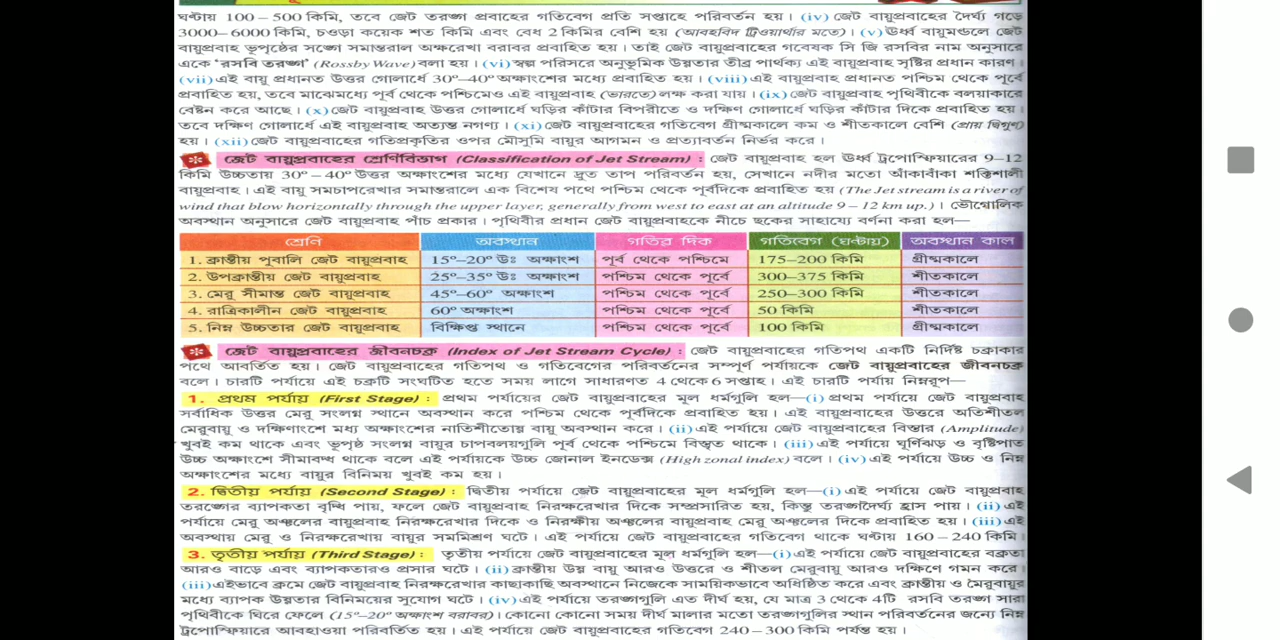 ঘণ্টায় 100 – 500 কিমি, তবে জেট তরঙ্গ প্রবাহের গতিবেগ প্রতি সপ্তাহে পরিবর্তন হয়। (iv) জেট বায়ুপ্রবাহের দৈর্ঘ্য গড়ে
3000 – 6000 কিমি, চওড়া কয়েক শত কিমি এবং বেধ 2 কিমির বেশি হয় (আবহবিদ ট্রিওয়ার্থার মতে)। (v) ঊর্ধ্ব বায়ুমণ্ডলে জেট
বায়ুপ্রবাহ ভূপৃষ্ঠের সঙ্গে সমান্তরাল অক্ষরেখা বরাবর প্রবাহিত হয়। তাই জেট বায়ুপ্রবাহের গবেষক সি জি রসবির নাম অনুসারে
একে ‘রসবি তরঙ্গ’ (Rossby Wave) বলা হয়। (vi) স্বল্প পরিসরে অনুভূমিক উষ্ণতার তীব্র পার্থক্য এই বায়ুপ্রবাহ সৃষ্টির প্রধান কারণ।
(vii) এই বায়ু প্রধানত উত্তর গোলার্ধে 30º–40º অক্ষাংশের মধ্যে প্রবাহিত হয়। (viii) এই বায়ুপ্রবাহ প্রধানত পশ্চিম থেকে পূর্বে
প্রবাহিত হয়, তবে মাঝেমধ্যে পূর্ব থেকে পশ্চিমেও এই বায়ুপ্রবাহ (ভারতে) লক্ষ করা যায়। (ix) জেট বায়ুপ্রবাহ পৃথিবীকে বলয়াকারে
বেষ্টন করে আছে। (x) জেট বায়ুপ্রবাহ উত্তর গোলার্ধে ঘড়ির কাঁটার বিপরীতে ও দক্ষিণ গোলার্ধে ঘড়ির কাঁটার দিকে প্রবাহিত হয়।
তবে দক্ষিণ গোলার্ধে এই বায়ুপ্রবাহ অত্যন্ত নগণ্য। (xi) জেট বায়ুপ্রবাহের গতিবেগ গ্রীষ্মকালে কম ও শীতকালে বেশি (প্রায় দ্বিগুণ)
হয়। (xii) জেট বায়ুপ্রবাহের গতিপ্রকৃতির ওপর মৌসুমি বায়ুর আগমন ও প্রত্যাবর্তন নির্ভর করে।
জেট বায়ুপ্রবাহের শ্রেণিবিভাগ (Classification of Jet Stream) : জেট বায়ুপ্রবাহ হল ঊর্ধ্ব ট্রপোস্ফিয়ারের 9–12
কিমি উচ্চতায় 30º – 40º উত্তর অক্ষাংশের মধ্যে যেখানে দ্রুত তাপ পরিবর্তন হয়, সেখানে নদীর মতো আঁকাবাঁকা শক্তিশালী
বায়ুপ্রবাহ। এই বায়ু সমচাপরেখার সমান্তরালে এক বিশেষ পথে পশ্চিম থেকে পূর্বদিকে প্রবাহিত হয় (The Jet stream is a river of
wind that blow horizontally through the upper layer, generally from west to east at an altitude 9 – 12 km up.)। ভৌগোলিক
অবস্থান অনুসারে জেট বায়ুপ্রবাহ পাঁচ প্রকার। পৃথিবীর প্রধান জেট বায়ুপ্রবাহকে নীচে ছকের সাহায্যে বর্ণনা করা হল—
শ্রেণি অবস্থান গতির দিক গতিবেগ (ঘণ্টায়) অবস্থান কাল
1. ক্রান্তীয় পুবালি জেট বায়ুপ্রবাহ 15º–20º উঃ অক্ষাংশ পূর্ব থেকে পশ্চিমে 175–200 কিমি গ্রীষ্মকালে
2. উপক্রান্তীয় জেট বায়ুপ্রবাহ 25º–35º উঃ অক্ষাংশ পশ্চিম থেকে পূর্বে 300–375 কিমি শীতকালে
3. মেরু সীমান্ত জেট বায়ুপ্রবাহ 45º–60º অক্ষাংশ পশ্চিম থেকে পূর্বে 250–300 কিমি শীতকালে
4. রাত্রিকালীন জেট বায়ুপ্রবাহ 60º অক্ষাংশ পশ্চিম থেকে পূর্বে 50 কিমি শীতকালে
5. নিম্ন উচ্চতার জেট বায়ুপ্রবাহ বিক্ষিপ্ত স্থানে পশ্চিম থেকে পূর্বে 100 কিমি গ্রীষ্মকালে
জেট বায়ুপ্রবাহের জীবনচক্র (Index of Jet Stream Cycle) : জেট বায়ুপ্রবাহের গতিপথ একটি নির্দিষ্ট চক্রাকার
পথে আবর্তিত হয়। জেট বায়ুপ্রবাহের গতিপথ ও গতিবেগের পরিবর্তনের সম্পূর্ণ পর্যায়কে জেট বায়ুপ্রবাহের জীবনচক্র
বলে। চারটি পর্যায়ে এই চক্রটি সংঘটিত হতে সময় লাগে সাধারণত 4 থেকে 6 সপ্তাহ। এই চারটি পর্যায় নিম্নরূপ—
1. প্রথম পর্যায় (First Stage) : প্রথম পর্যায়ের জেট বায়ুপ্রবাহের মূল ধর্মগুলি হল—(i) প্রথম পর্যায়ে জেট বায়ুপ্রবাহ
সর্বাধিক উত্তর মেরু সংলগ্ন স্থানে অবস্থান করে পশ্চিম থেকে পূর্বদিকে প্রবাহিত হয়। এই বায়ুপ্রবাহের উত্তরে অতিশীতল
মেরুবায়ু ও দক্ষিণাংশে মধ্য অক্ষাংশের নাতিশীতোষ্ণ বায়ু অবস্থান করে। (ii) এই পর্যায়ে জেট বায়ুপ্রবাহের বিস্তার (Amplitude)
খুবই কম থাকে এবং ভূপৃষ্ঠ সংলগ্ন বায়ুর চাপবলয়গুলি পূর্ব থেকে পশ্চিমে বিস্তৃত থাকে। (iii) এই পর্যায়ে ঘূর্ণিঝড় ও বৃষ্টিপাত
উচ্চ অক্ষাংশে সীমাবদ্ধ থাকে বলে এই পর্যায়কে উচ্চ জোনাল ইনডেক্স (High zonal index) বলে। (iv) এই পর্যায়ে উচ্চ ও নিম্ন
অক্ষাংশের মধ্যে বায়ুর বিনিময় খুবই কম হয়।
2. দ্বিতীয় পর্যায় (Second Stage) : দ্বিতীয় পর্যায়ে জেট বায়ুপ্রবাহের মূল ধর্মগুলি হল—(i) এই পর্যায়ে জেট বায়ুপ্রবাহ
তরঙ্গের ব্যাপকতা বৃদ্ধি পায়, ফলে জেট বায়ুপ্রবাহ নিরক্ষরেখার দিকে সম্প্রসারিত হয়, কিন্তু তরঙ্গদৈর্ঘ্য হ্রাস পায়। (ii) এই
পর্যায়ে মেরু অঞ্চলের বায়ুপ্রবাহ নিরক্ষরেখার দিকে ও নিরক্ষীয় অঞ্চলের বায়ুপ্রবাহ মেরু অঞ্চলের দিকে প্রবাহিত হয়। (iii) এই
অবস্থায় মেরু ও নিরক্ষরেখায় বায়ুর সমমিশ্রণ ঘটে। এই পর্যায়ে জেট বায়ুপ্রবাহের গতিবেগ থাকে ঘণ্টায় 160 – 240 কিমি।
3. তৃতীয় পর্যায় (Third Stage) : তৃতীয় পর্যায়ে জেট বায়ুপ্রবাহের মূল ধর্মগুলি হল—(i) এই পর্যায়ে জেট বায়ুপ্রবাহের বক্রতা
আরও বাড়ে এবং ব্যাপকতারও প্রসার ঘটে। (ii) ক্রান্তীয় উষ্ণ বায়ু আরও উত্তরে ও শীতল মেরুবায়ু আরও দক্ষিণে গমন করে।
(iii) এইভাবে ক্রমে জেট বায়ুপ্রবাহ নিরক্ষরেখার কাছাকাছি অবস্থানে নিজেকে সাময়িকভাবে অধিষ্ঠিত করে এবং ক্রান্তীয় ও মেরুবায়ুর
মধ্যে ব্যাপক উষ্ণতার বিনিময়ের সুযোগ ঘটে। (iv) এই পর্যায়ে তরঙ্গগুলি এত দীর্ঘ হয়, যে মাত্র 3 থেকে 4টি রসবি তরঙ্গ সারা
পৃথিবীকে ঘিরে ফেলে (15º–20º অক্ষাংশ বরাবর)। কোনো কোনো সময় দীর্ঘ মালার মতো তরঙ্গগুলির স্থান পরিবর্তনের জন্যে নিম্ন
ট্রপোস্ফিয়ারে আবহাওয়া পরিবর্তিত হয়। এই পর্যায়ে জেট বায়ুপ্রবাহের গতিবেগ 240 – 300 কিমি পর্যন্ত হয়।